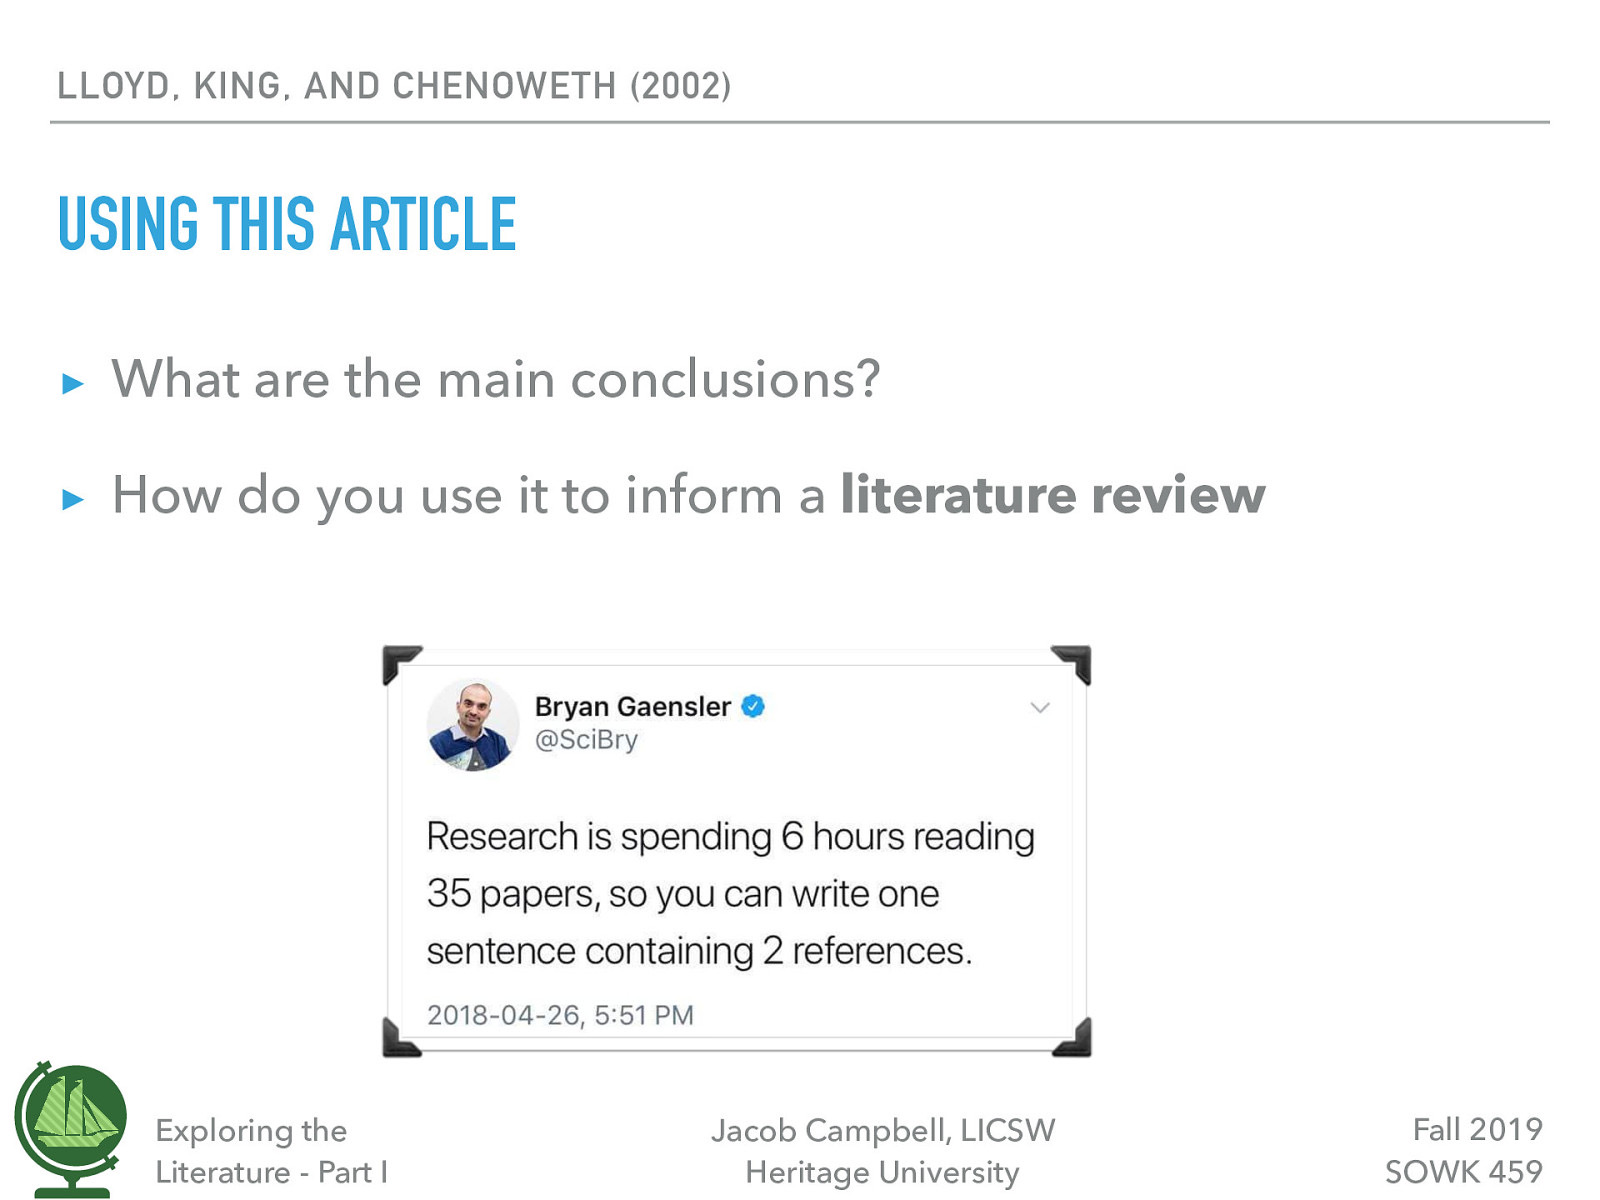 LLOYD, KING, AND CHENOWETH (2002)
USING THIS ARTICLE
▸ What are the main conclusions?
▸ How do you use it to inform a literature review
Bryan Gaensler
@SciBry
Research is spending 6 hours reading
35 papers, so you can write one
sentence containing 2 references.
2018-04-26, 5:51 PM
Exploring the
Literature - Part I
Jacob Campbell, LICSW
Heritage University
Fall 2019
SOWK 459